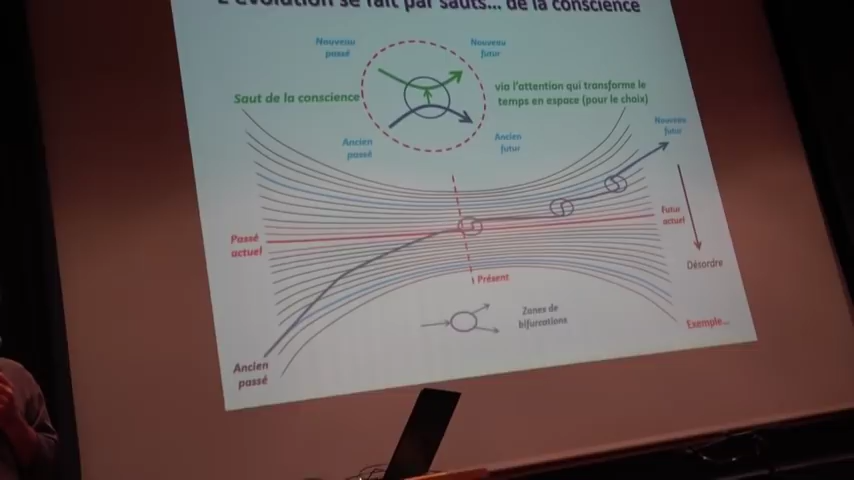 L'évolution se fait par sauts... de la conscience
Nouveau
passé
Nouveau
futur
Saut de la conscience
via l'attention qui transforme le
temps en espace (pour le choix)
Ancien
passé
Ancien
futur
Nouveau
futur
Passé
actuel
Futur
actuel
Désordre
Présent
Zones de
bifurcations
Exemple...
Ancien
passé